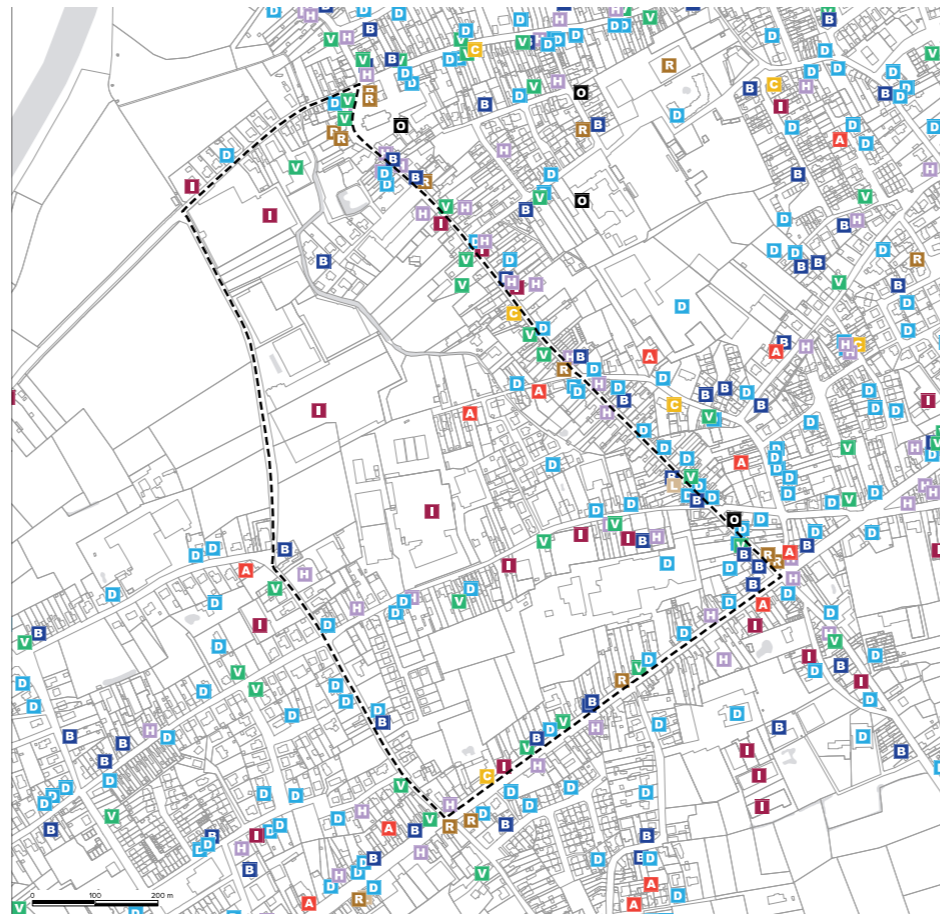 D H H B D D B H V V D B
B V H D V C V B D D D D D D
V B V H D D D B D D V
R D B D V H O R B C H D B D D
D V R R V R R O B R B D I D A D B D D
D V H B H D D B R H D B V H
I I V H V H I B V D O D B H V
B D H I V D B H I H C V D D D D B B V D R B D
V D H B R D A B H D A D B A H H C D
I I A D H B D C B D V D B D D D I
D I D B L V D D B D A D D D D V V H B V D
I V I D D V I B H D O D V B B D R R A H B D V D H H H D I
D D B A V H D D H D V H D B D D H A I
B V D I D H D D V I B D H I D
D D V V D D D B R V D H D B D
B B B H D D D V B D V H D B B
D D D D B V D D V R H C I H D D D R B I I I D
B B D D H I D D B H D H D H R A B H V D B D D D A A D
V D D A
0 100 200 m